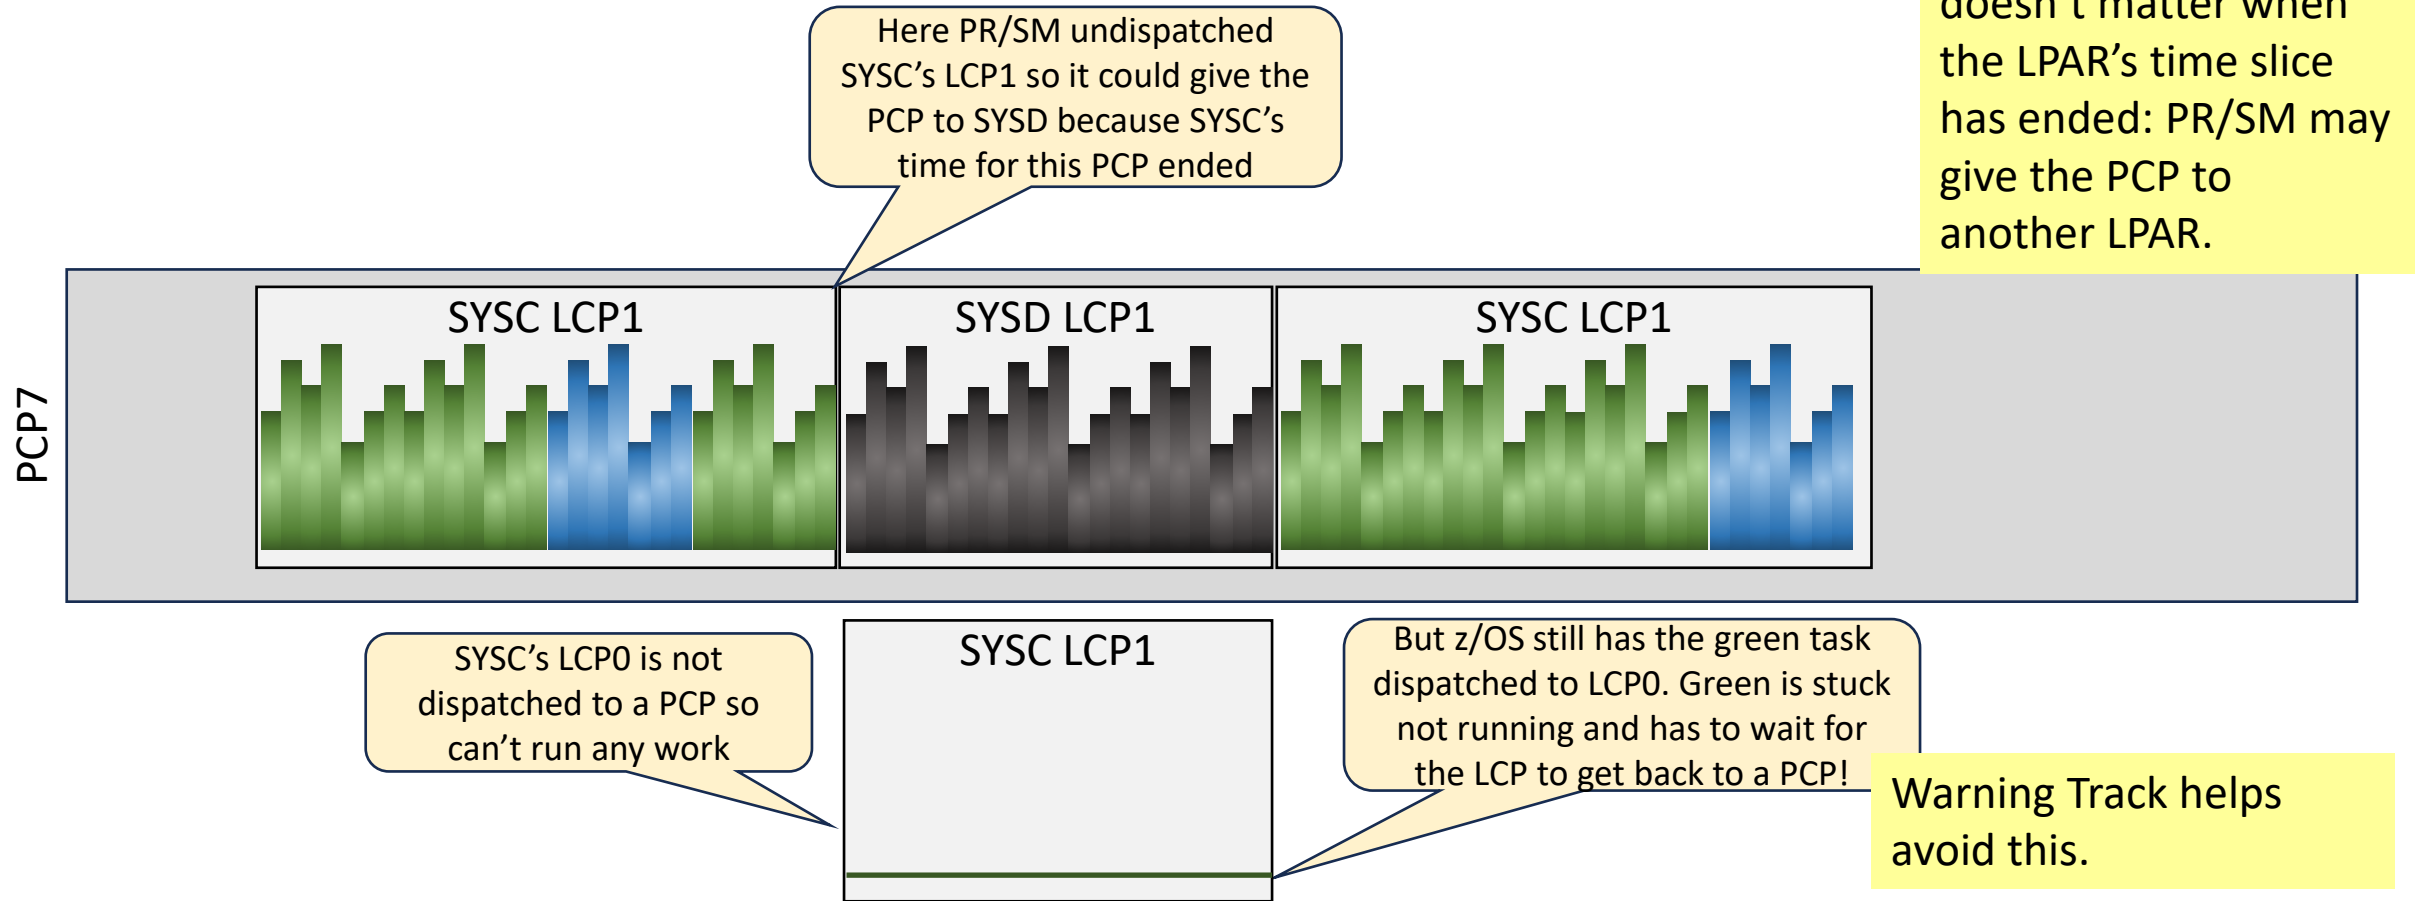 doesn't matter when
the LPAR's time slice
has ended: PR/SM may
give the PCP to
another LPAR.
Here PR/SM undispatched
SYSC's LCP1 so it could give the
PCP to SYSD because SYSC's
time for this PCP ended
PCP7
SYSC LCP1
SYSD LCP1
SYSC LCP1
SYSC's LCP0 is not
dispatched to a PCP so
can't run any work
SYSC LCP1
But z/OS still has the green task
dispatched to LCP0. Green is stuck
not running and has to wait for
the LCP to get back to a PCP!
Warning Track helps
avoid this.